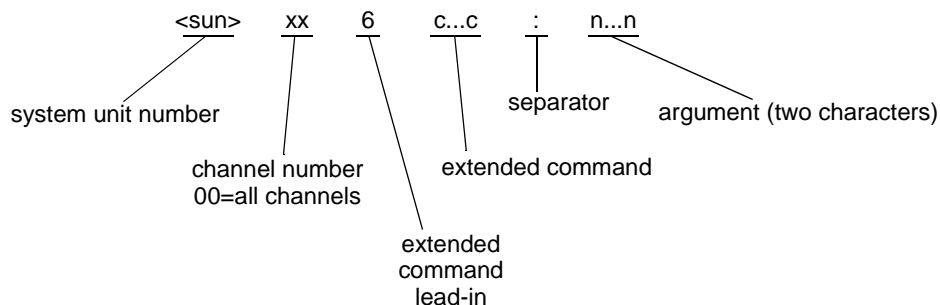 <sun> xx 6 c...c : n...n
system unit number
separator
argument (two characters)
channel number
00=all channels
extended command
extended
command
lead-in